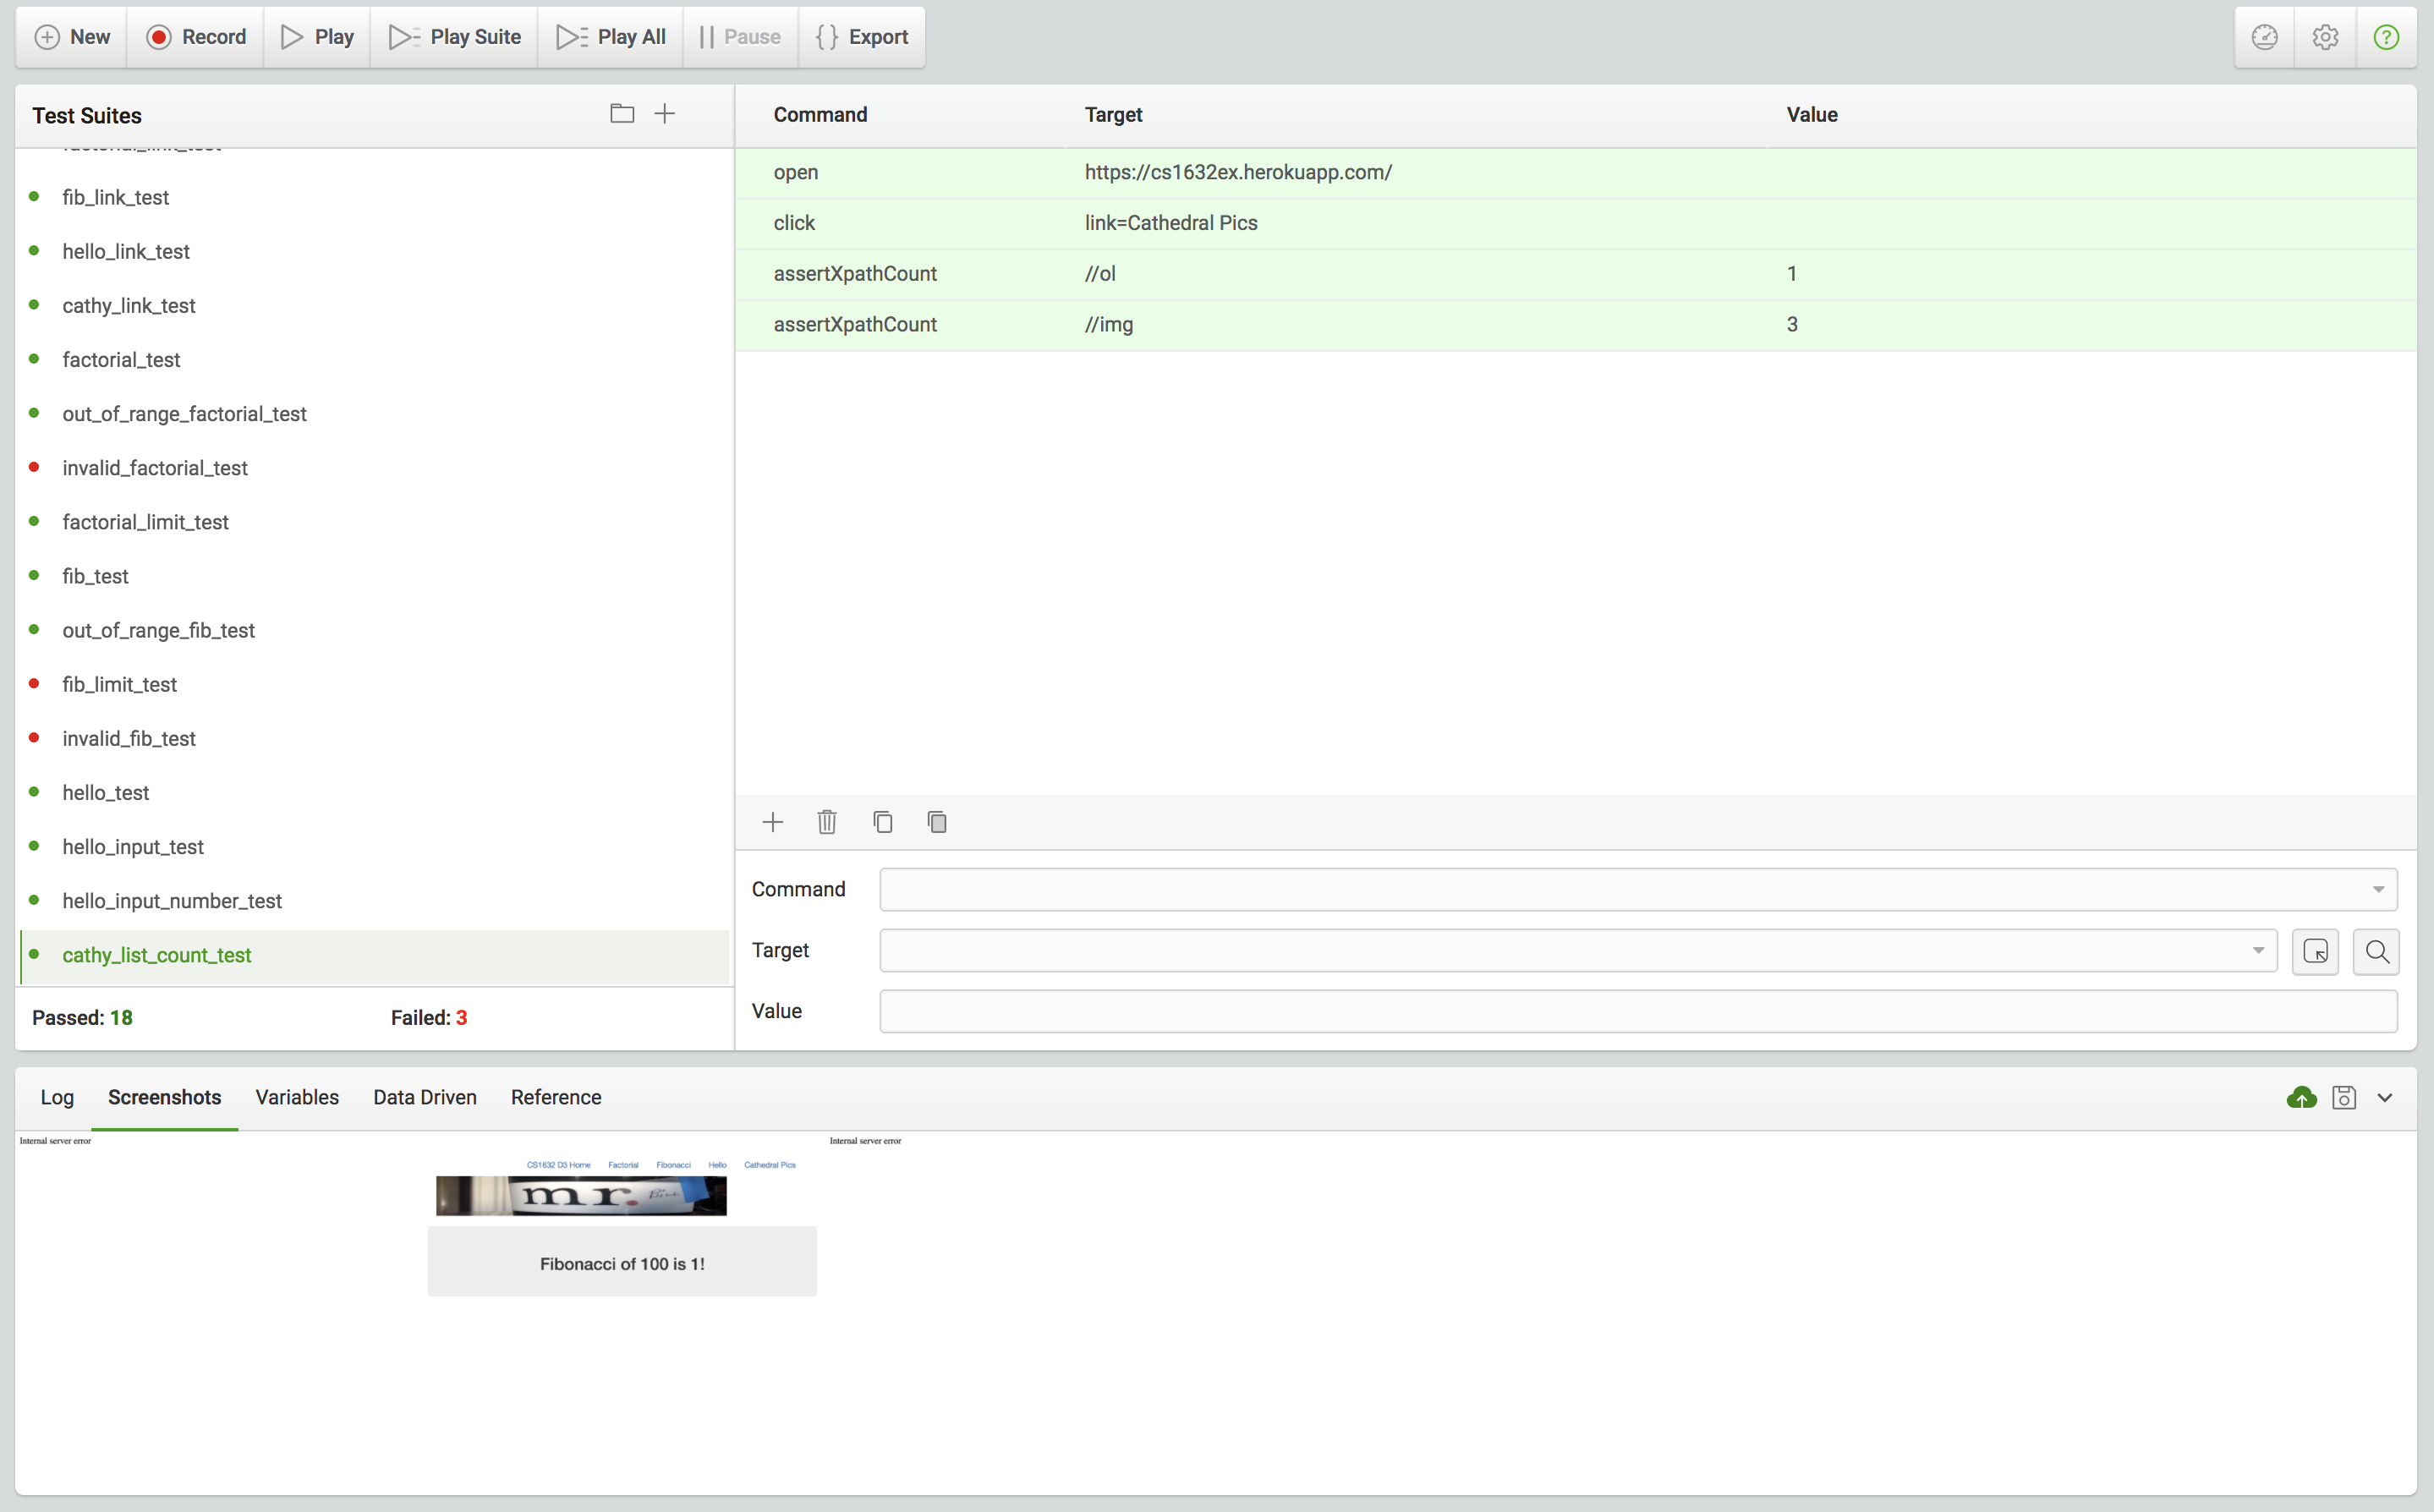 New Record Play Play Suite Play All Pause Export
Test Suites
fib_link_test
hello_link_test
cathy_link_test
factorial_test
out_of_range_factorial_test
invalid_factorial_test
factorial_limit_test
fib_test
out_of_range_fib_test
fib_limit_test
invalid_fib_test
hello_test
hello_input_test
hello_input_number_test
cathy_list_count_test
Passed: 18 Failed: 3
Command Target Value
open https://cs1632ex.herokuapp.com/
click link=Cathedral Pics
assertXpathCount //ol 1
assertXpathCount //img 3
Command
Target
Value
Log Screenshots Variables Data Driven Reference
Internal server error
CS1632 D3 Home Factorial Fibonacci Hello Cathedral Pics
mr.
Fibonacci of 100 is 1!
Internal server error